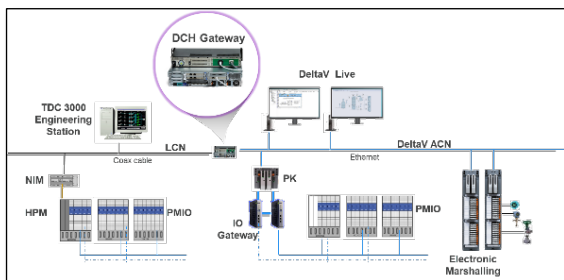 DCH Gateway
DeltaV Live
TDC 3000
Engineering
Station
LCN
Coax cable
DeltaV ACN
Ethernet
NIM
PK
HPM
PMIO
IO
Gateway
PMIO
Electronic
Marshalling